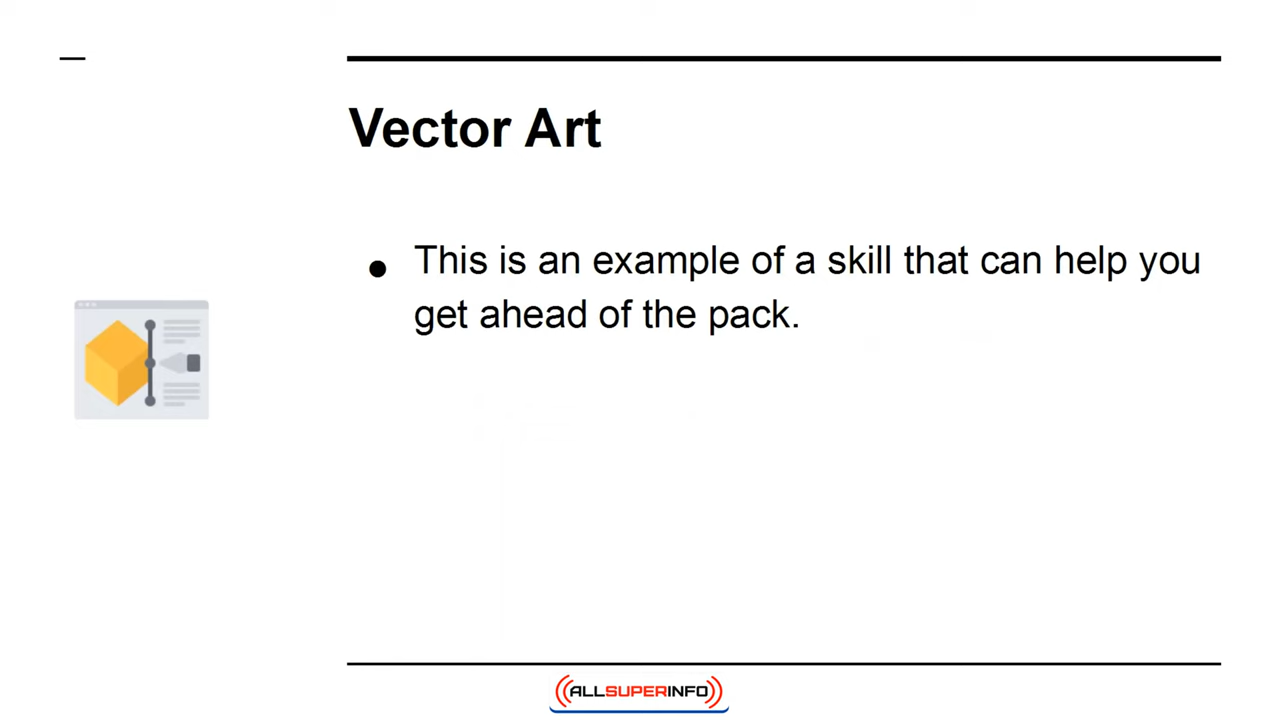 Vector Art
• This is an example of a skill that can help you
get ahead of the pack.
ALLSUPERINFO